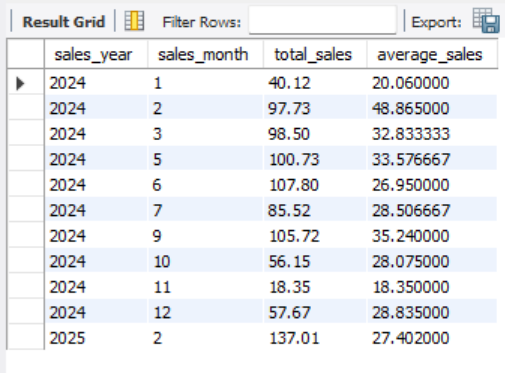 Result Grid Filter Rows: Export:
sales_year sales_month total_sales average_sales
2024 1 40.12 20.060000
2024 2 97.73 48.865000
2024 3 98.50 32.833333
2024 5 100.73 33.576667
2024 6 107.80 26.950000
2024 7 85.52 28.506667
2024 9 105.72 35.240000
2024 10 56.15 28.075000
2024 11 18.35 18.350000
2024 12 57.67 28.835000
2025 2 137.01 27.402000